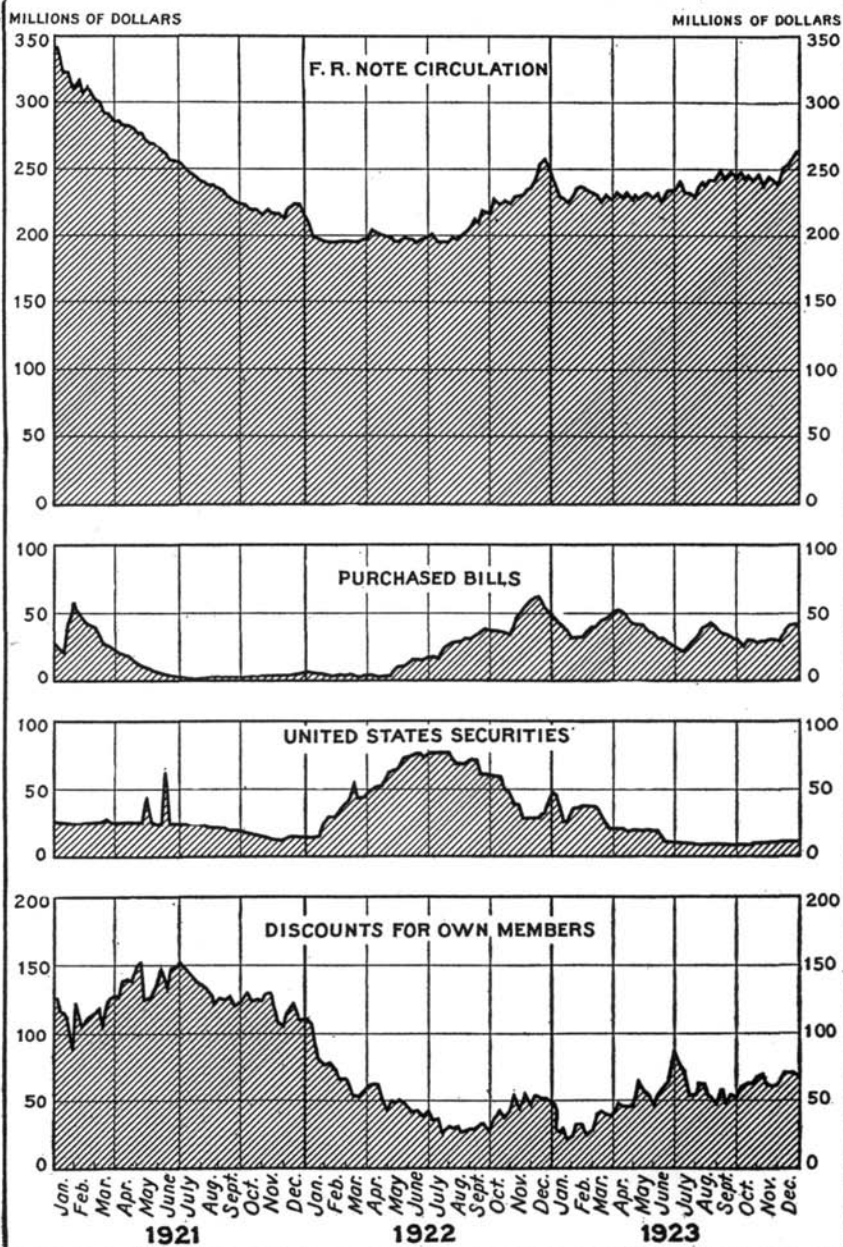 MILLIONS OF DOLLARS MILLIONS OF DOLLARS
350 350
F. R. NOTE CIRCULATION
300 300
250 250
200 200
150 150
100 100
50 50
0 0
100 100
PURCHASED BILLS
50 50
0 0
100 100
UNITED STATES SECURITIES
50 50
0 0
200 200
DISCOUNTS FOR OWN MEMBERS
150 150
100 100
50 50
0 0
Jan. Feb. Mar. Apr. May June July Aug. Sept. Oct. Nov. Dec. Jan. Feb. Mar. Apr. May June July Aug. Sept. Oct. Nov. Dec. Jan. Feb. Mar. Apr. May June July Aug. Sept. Oct. Nov. Dec.
1921 1922 1923